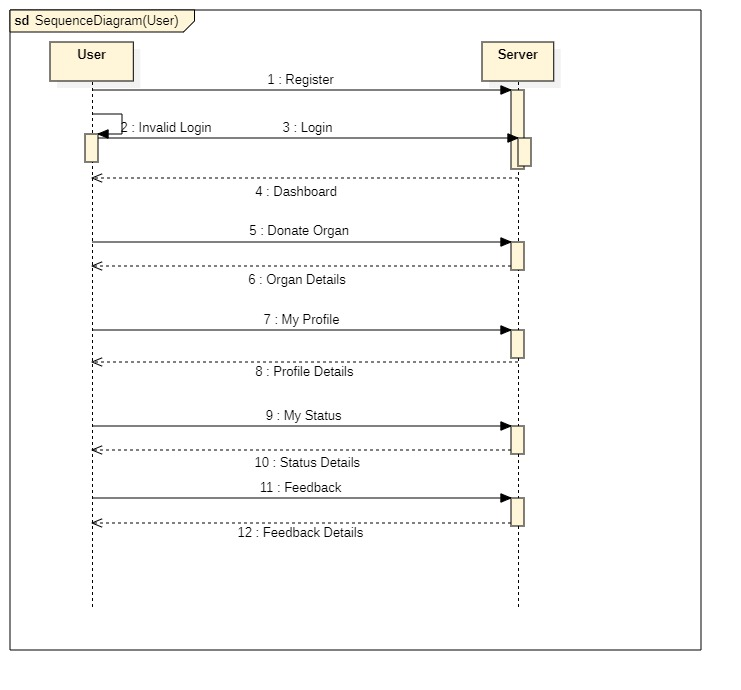 sd SequenceDiagram(User)
User
Server
1 : Register
2 : Invalid Login
3 : Login
4 : Dashboard
5 : Donate Organ
6 : Organ Details
7 : My Profile
8 : Profile Details
9 : My Status
10 : Status Details
11 : Feedback
12 : Feedback Details